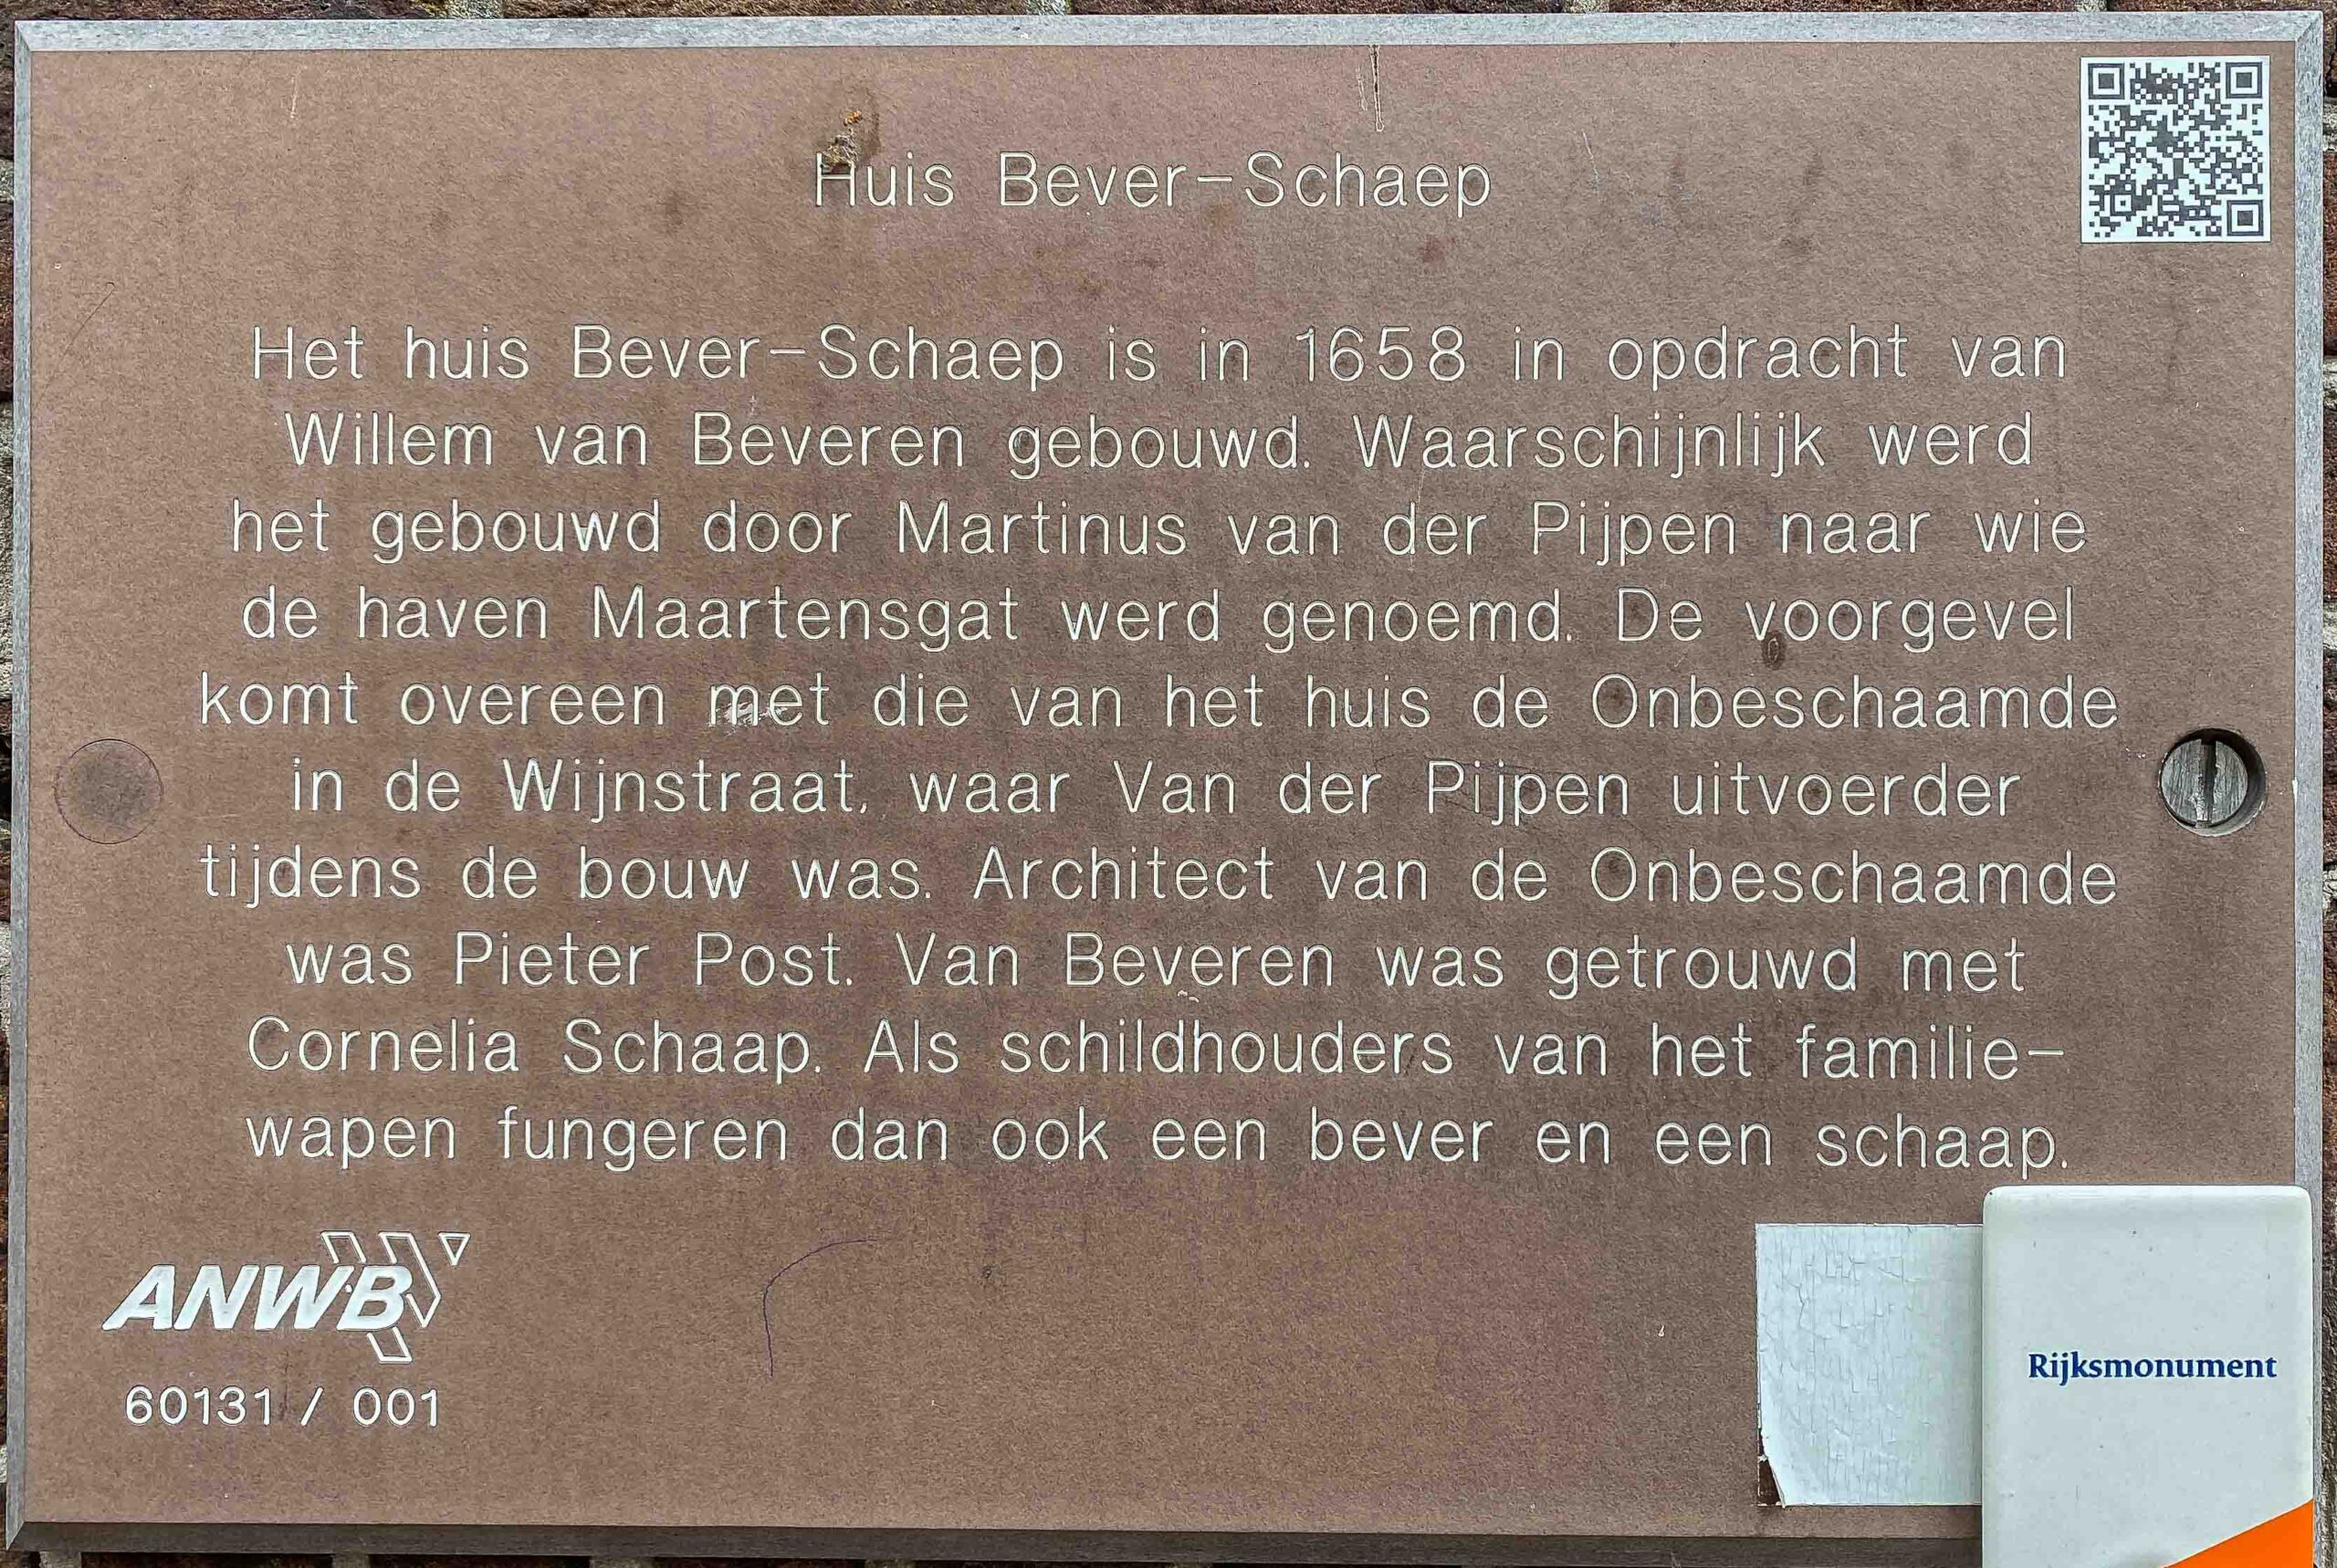 Huis Bever-Schaep
Het huis Bever-Schaep is in 1658 in opdracht van
Willem van Beveren gebouwd. Waarschijnlijk werd
het gebouwd door Martinus van der Pijpen naar wie
de haven Maartensgat werd genoemd. De voorgevel
komt overeen met die van het huis de Onbeschaamde
in de Wijnstraat, waar Van der Pijpen uitvoerder
tijdens de bouw was. Architect van de Onbeschaamde
was Pieter Post. Van Beveren was getrouwd met
Cornelia Schaap. Als schildhouders van het familie-
wapen fungeren dan ook een bever en een schaap.
ANWB
60131 / 001
Rijksmonument